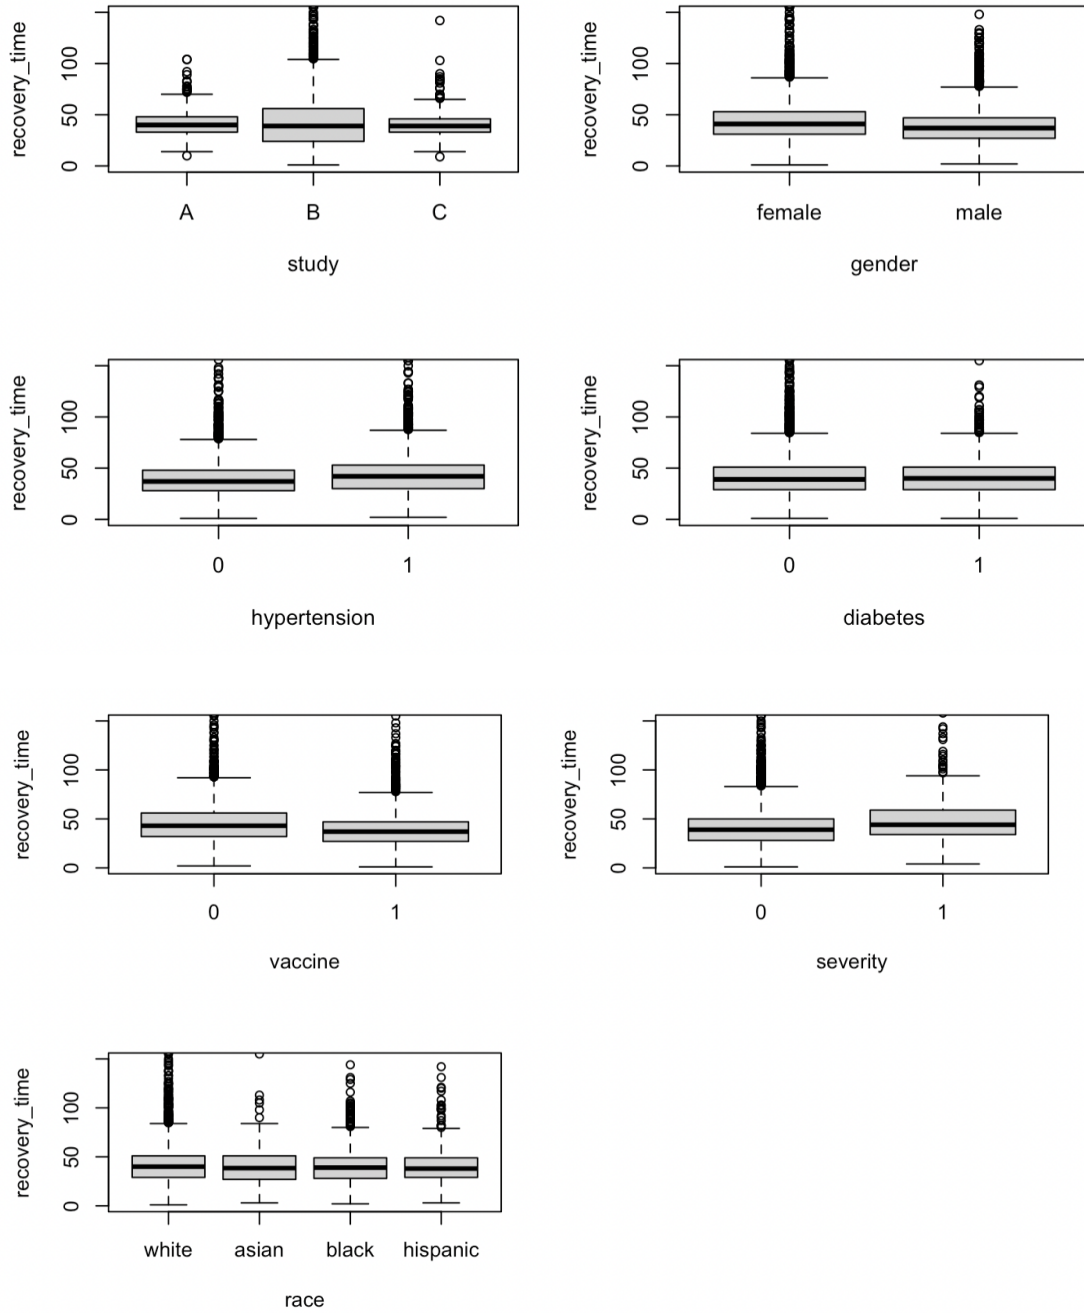 recovery_time
100
50
0
A B C
study
recovery_time
100
50
0
female male
gender
recovery_time
100
50
0
0 1
hypertension
recovery_time
100
50
0
0 1
diabetes
recovery_time
100
50
0
0 1
vaccine
recovery_time
100
50
0
0 1
severity
recovery_time
100
50
0
white asian black hispanic
race